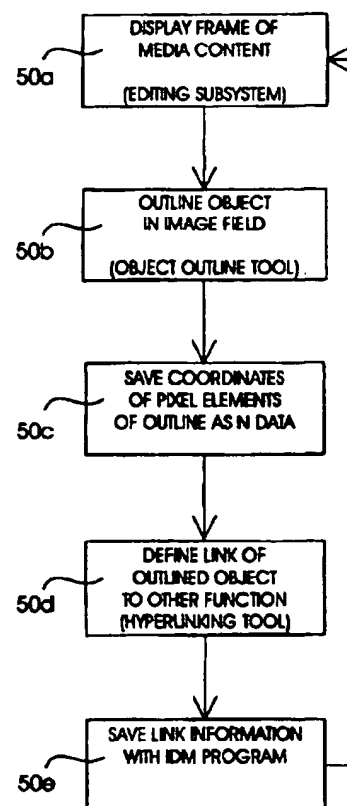 50a
DISPLAY FRAME OF
MEDIA CONTENT
(EDITING SUBSYSTEM)
50b
OUTLINE OBJECT
IN IMAGE FIELD
(OBJECT OUTLINE TOOL)
50c
SAVE COORDINATES
OF PIXEL ELEMENTS
OF OUTLINE AS N DATA
50d
DEFINE LINK OF
OUTLINED OBJECT
TO OTHER FUNCTION
(HYPERLINKING TOOL)
50e
SAVE LINK INFORMATION
WITH IDM PROGRAM